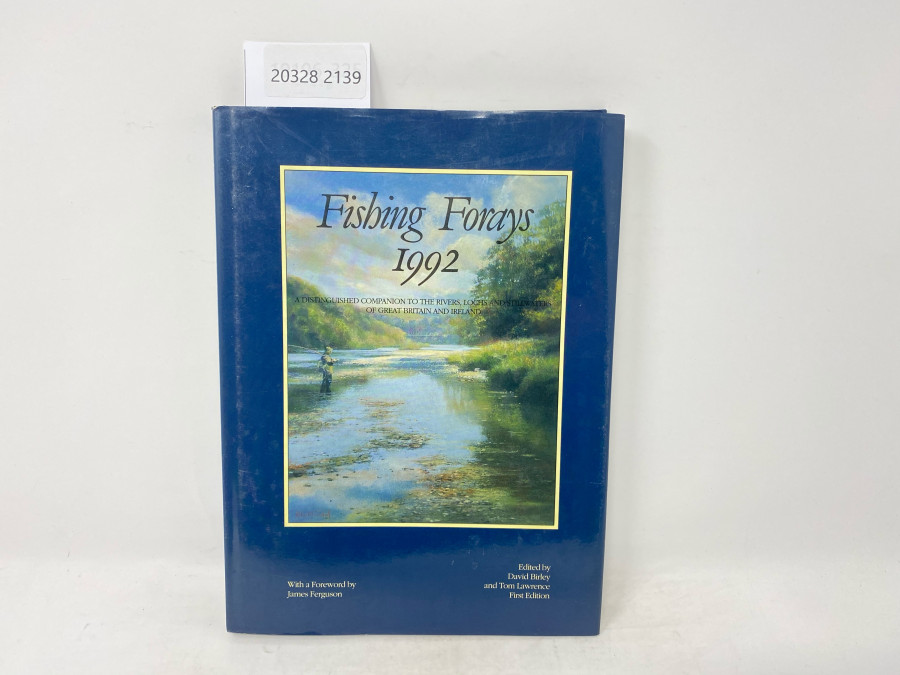 20328 2139
Fishing Forays
1992
A DISTINGUISHED COMPANION TO THE RIVERS, LOCHS AND STILLWATERS
OF GREAT BRITAIN AND IRELAND
With a Foreword by
James Ferguson
Edited by
David Birley
and Tom Lawrence
First Edition